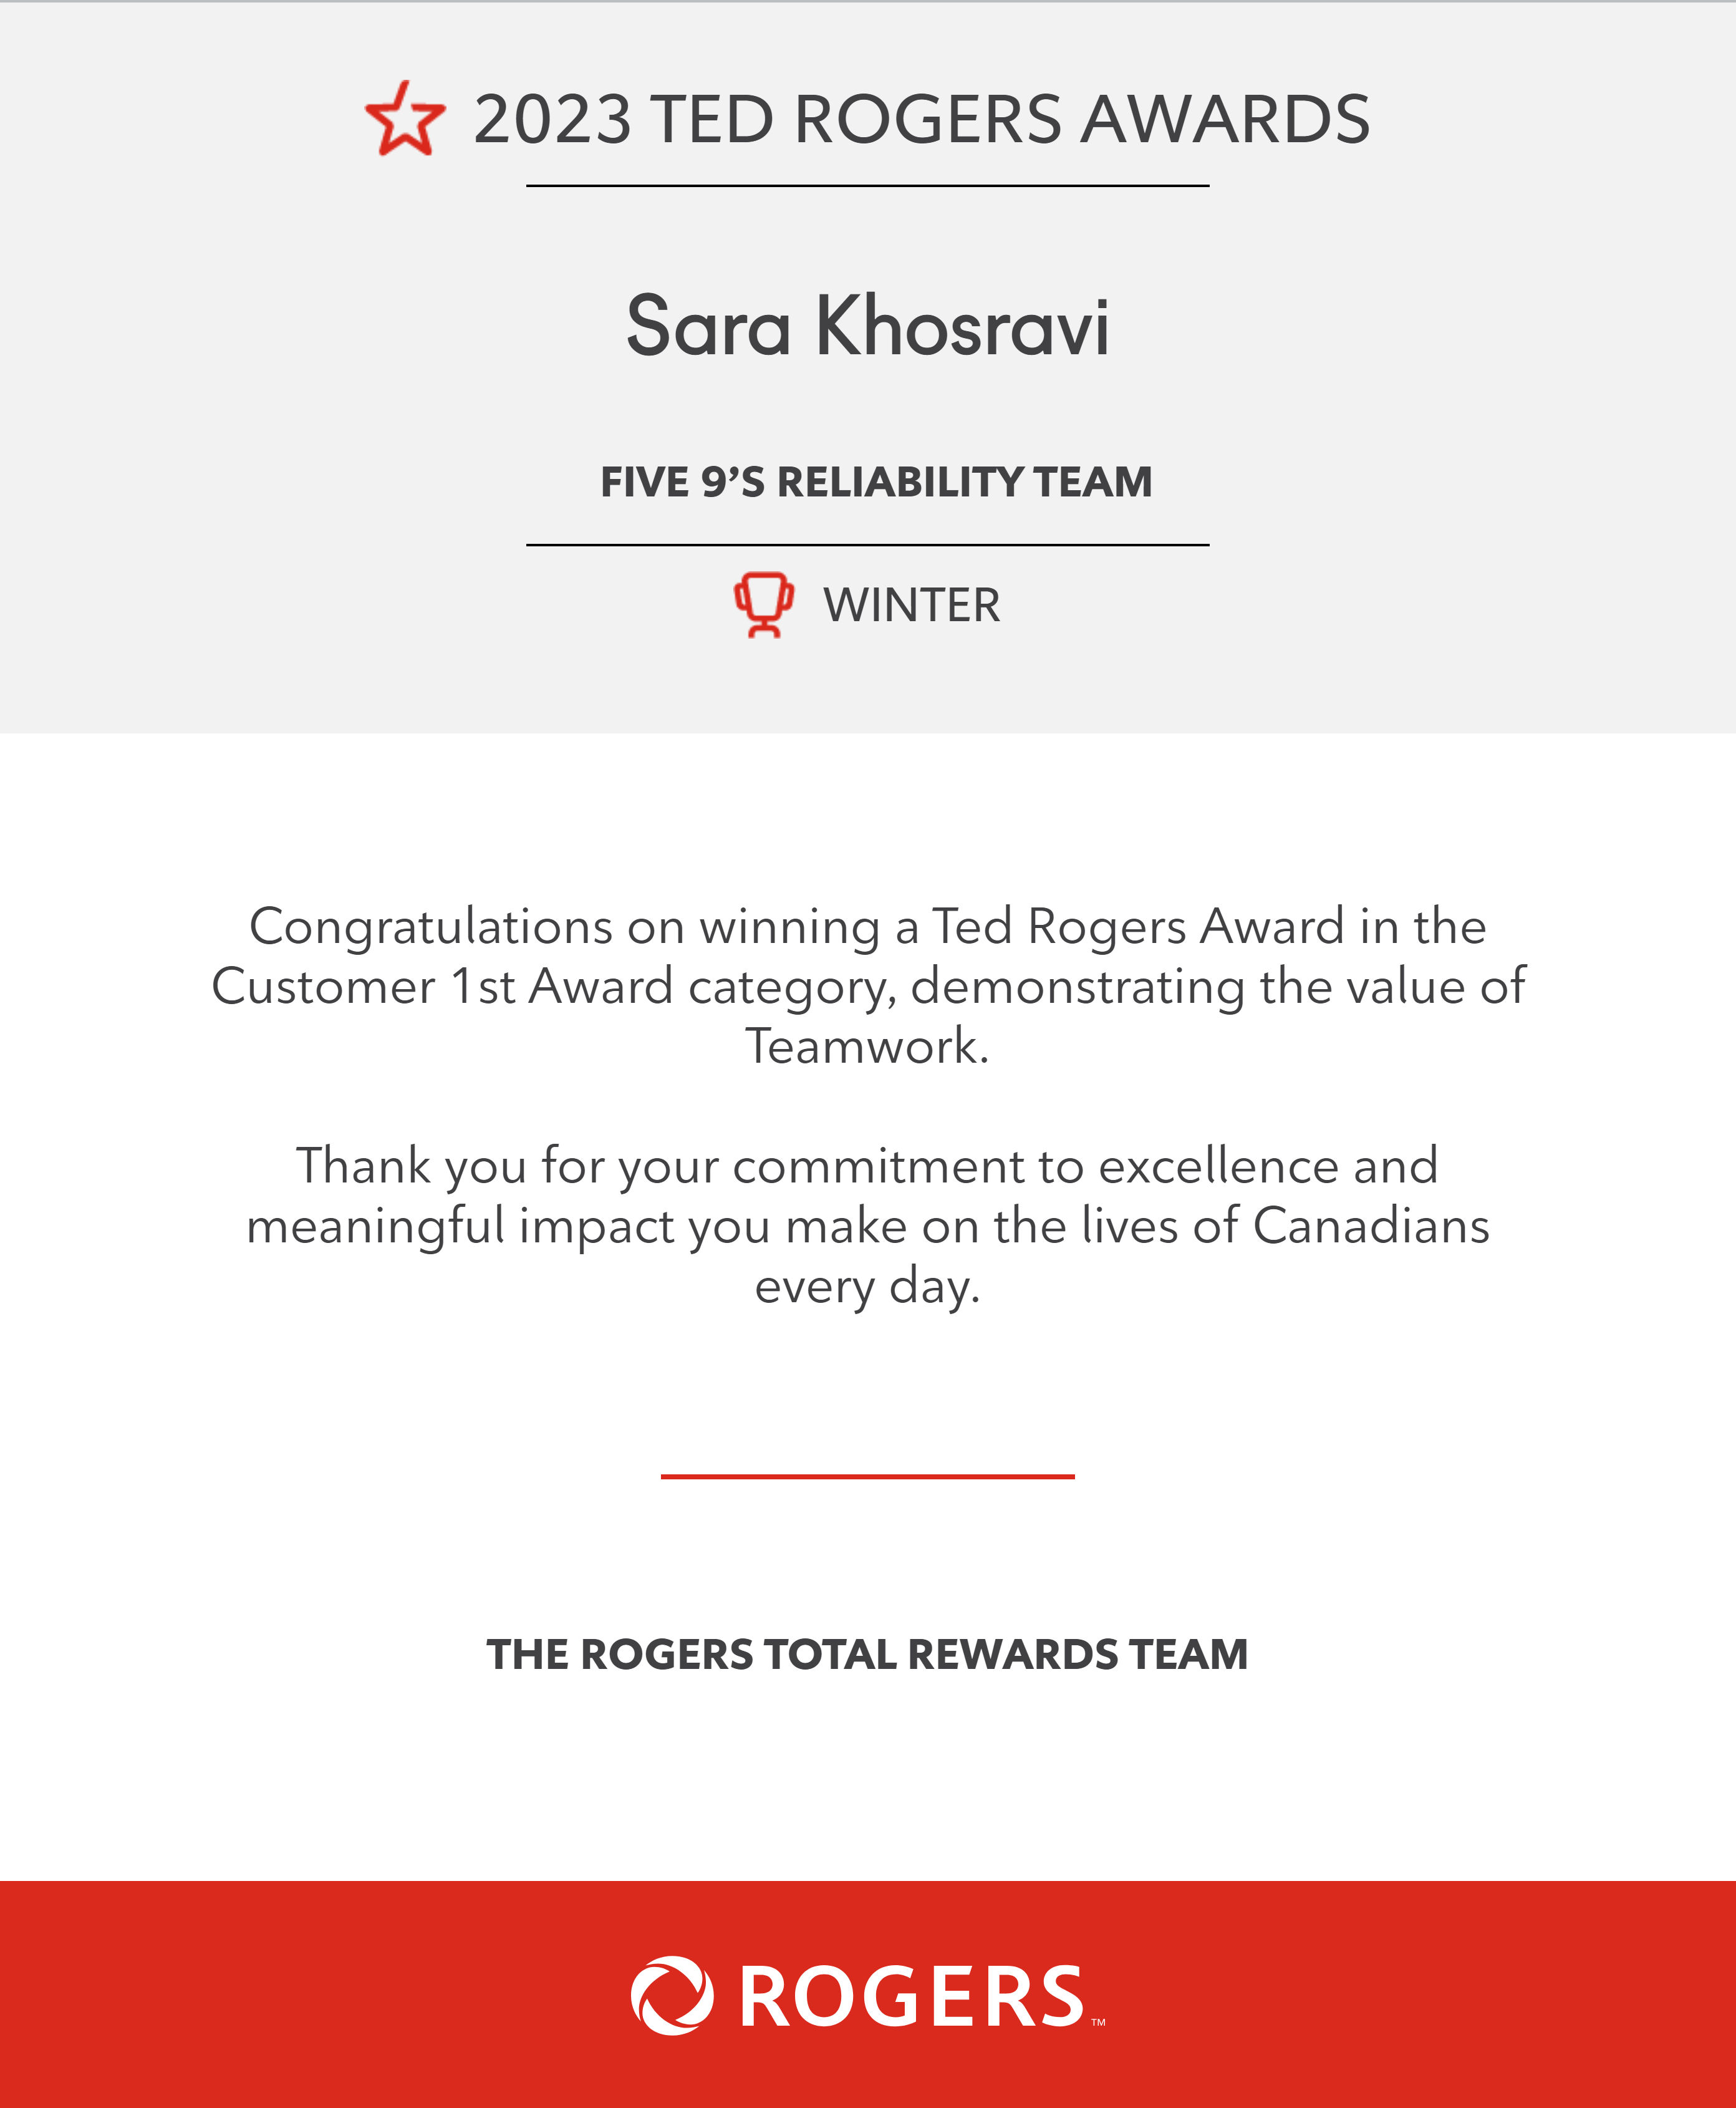 2023 TED ROGERS AWARDS
Sara Khosravi
FIVE 9’S RELIABILITY TEAM
WINTER
Congratulations on winning a Ted Rogers Award in the
Customer 1st Award category, demonstrating the value of
Teamwork.
Thank you for your commitment to excellence and
meaningful impact you make on the lives of Canadians
every day.
THE ROGERS TOTAL REWARDS TEAM
ROGERS™